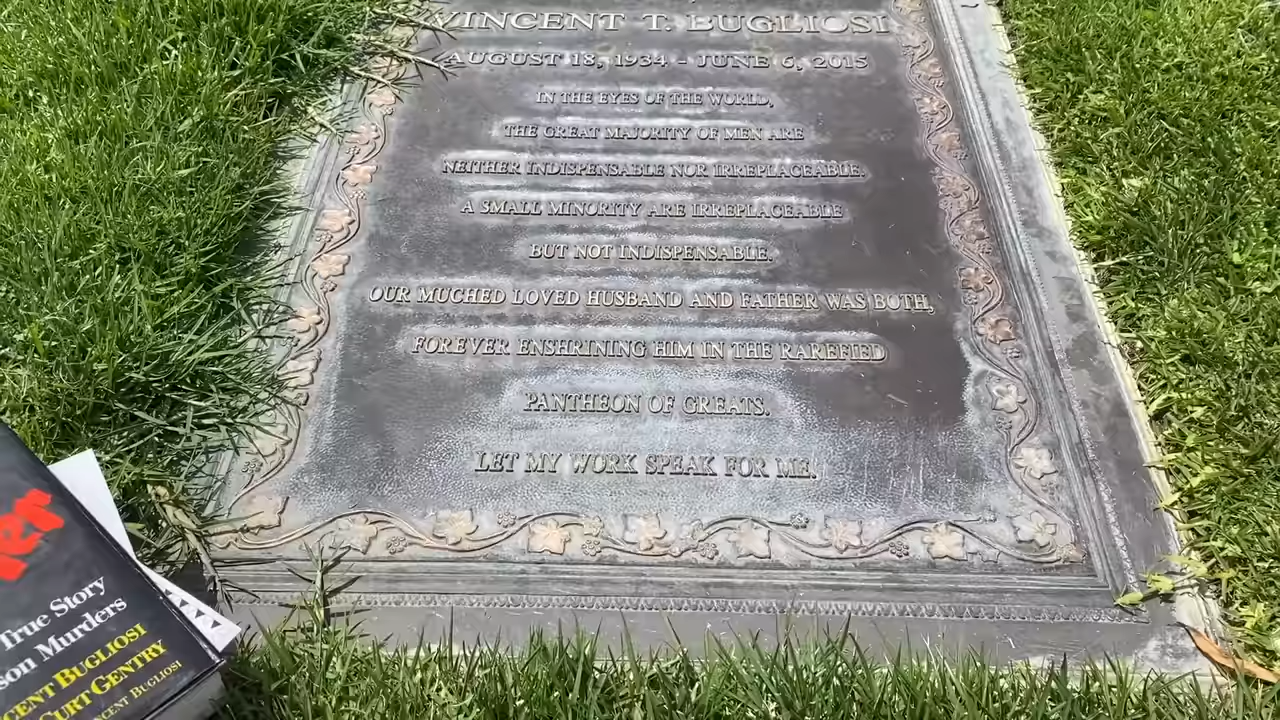 VINCENT T. BUGLIOSI
AUGUST 18, 1934 - JUNE 6, 2015
IN THE EYES OF THE WORLD,
THE GREAT MAJORITY OF MEN ARE
NEITHER INDISPENSABLE NOR IRREPLACEABLE.
A SMALL MINORITY ARE IRREPLACEABLE
BUT NOT INDISPENSABLE.
OUR MUCHED LOVED HUSBAND AND FATHER WAS BOTH,
FOREVER ENSHRINING HIM IN THE RAREFIED
PANTHEON OF GREATS.
LET MY WORK SPEAK FOR ME.
er
True Story
son Murders
CENT BUGLIOSI
CURT GENTRY
NCENT BUGLIOSI